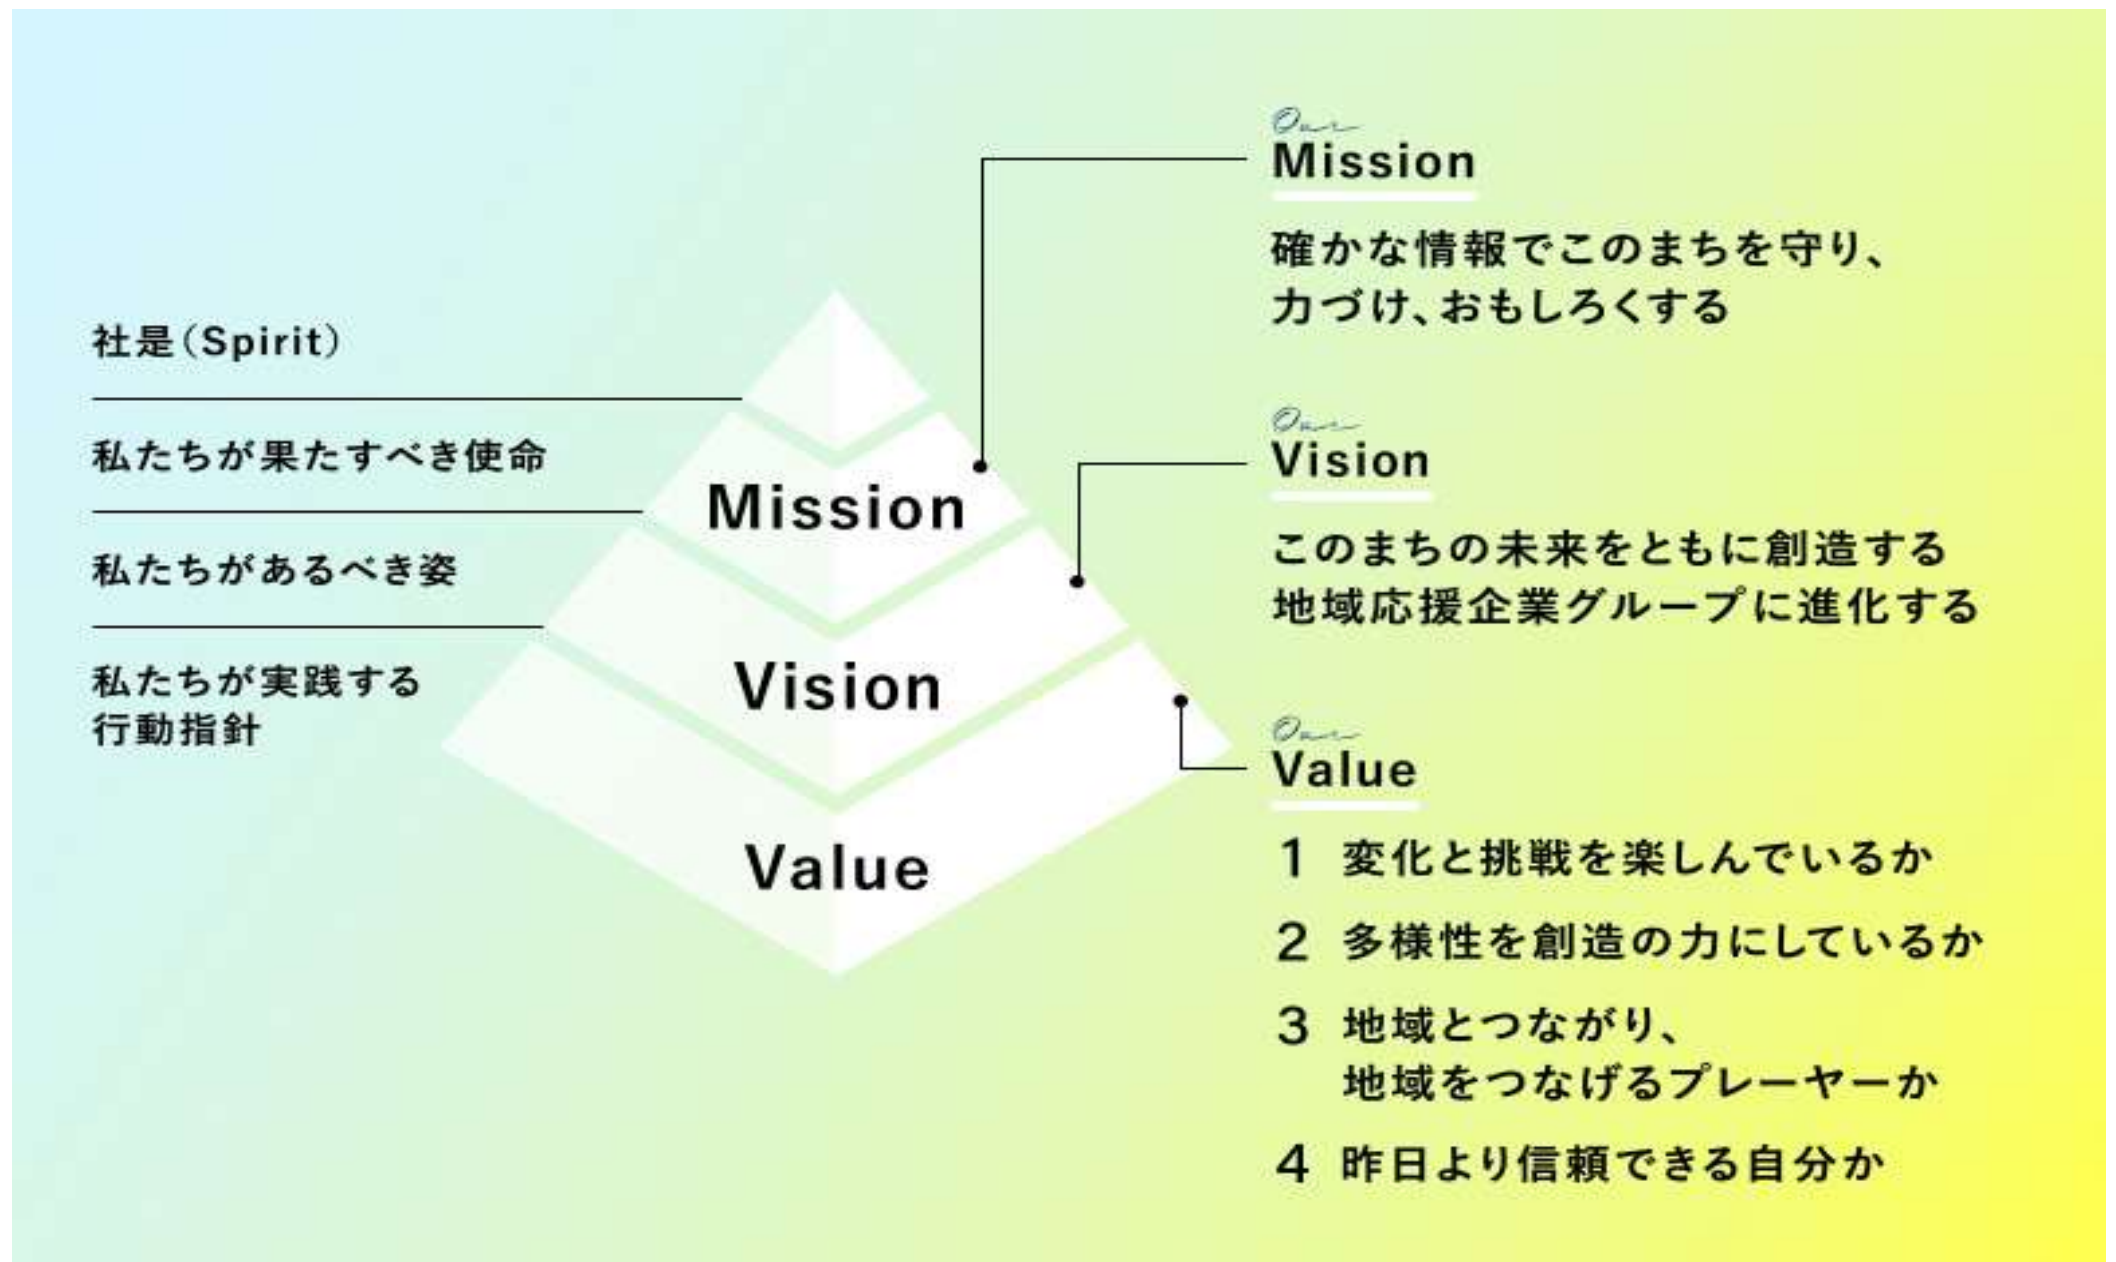 社是（Spirit）
私たちが果たすべき使命
私たちがあるべき姿
私たちが実践する
行動指針
Mission
Vision
Value
Our
Mission
確かな情報でこのまちを守り、
力づけ、おもしろくする
Our
Vision
このまちの未来をともに創造する
地域応援企業グループに進化する
Our
Value
1 変化と挑戦を楽しんでいるか
2 多様性を創造の力にしているか
3 地域とつながり、
地域をつなげるプレーヤーか
4 昨日より信頼できる自分か